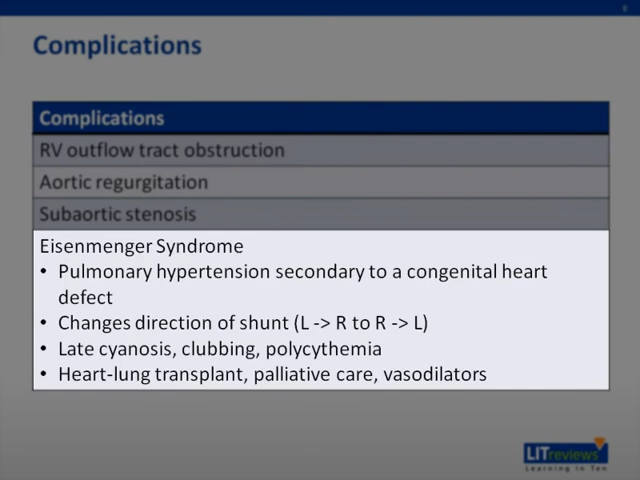 Complications
Complications
RV outflow tract obstruction
Aortic regurgitation
Subaortic stenosis
Eisenmenger Syndrome
• Pulmonary hypertension secondary to a congenital heart
defect
• Changes direction of shunt (L -> R to R -> L)
• Late cyanosis, clubbing, polycythemia
• Heart-lung transplant, palliative care, vasodilators
LITreviews
Learning in Ten